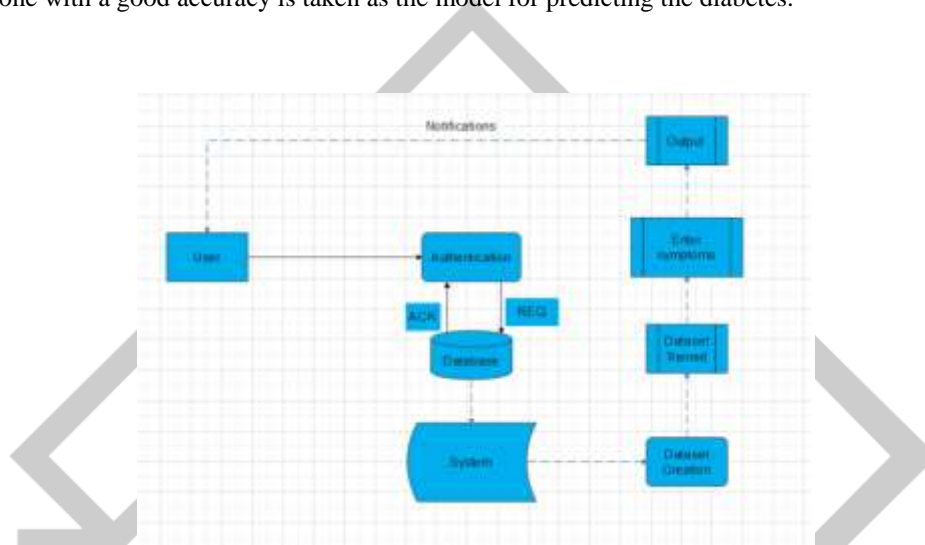 one with a good accuracy is taken as the model for predicting the diabetes.
Notifications
Output
User
Authentication
Enter
symptoms
ACK
REQ
Database
Dataset
Trained
System
Dataset
Creation